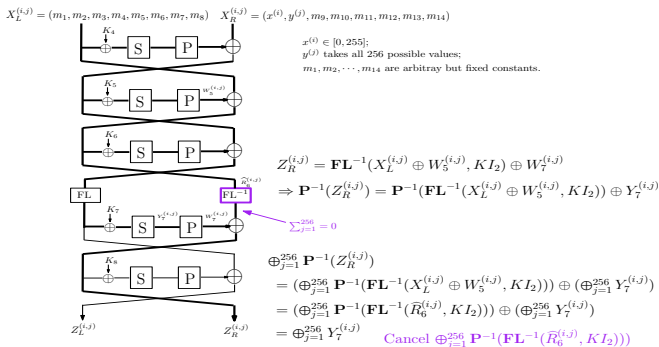 X_L^{(i,j)} = (m_1, m_2, m_3, m_4, m_5, m_6, m_7, m_8) X_R^{(i,j)} = (x^{(i)}, y^{(j)}, m_9, m_{10}, m_{11}, m_{12}, m_{13}, m_{14})
x^{(i)} ∈ [0, 255];
y^{(j)} takes all 256 possible values;
m_1, m_2, ⋯, m_{14} are arbitray but fixed constants.
K_4
S P
K_5
S P W_5^{(i,j)}
K_6
S P
Z_R^{(i,j)} = FL^{-1}(X_L^{(i,j)} ⊕ W_5^{(i,j)}, KI_2) ⊕ W_7^{(i,j)}
⇒ P^{-1}(Z_R^{(i,j)}) = P^{-1}(FL^{-1}(X_L^{(i,j)} ⊕ W_5^{(i,j)}, KI_2)) ⊕ Y_7^{(i,j)}
\widehat{R}_6^{(i,j)}
FL FL^{-1}
K_7
S Y_7^{(i,j)} P W_7^{(i,j)}
∑_{j=1}^{256} = 0
K_8
S P
⊕_{j=1}^{256} P^{-1}(Z_R^{(i,j)})
= (⊕_{j=1}^{256} P^{-1}(FL^{-1}(X_L^{(i,j)} ⊕ W_5^{(i,j)}, KI_2))) ⊕ (⊕_{j=1}^{256} Y_7^{(i,j)})
= (⊕_{j=1}^{256} P^{-1}(FL^{-1}(\widehat{R}_6^{(i,j)}, KI_2))) ⊕ (⊕_{j=1}^{256} Y_7^{(i,j)})
= ⊕_{j=1}^{256} Y_7^{(i,j)}
Cancel ⊕_{j=1}^{256} P^{-1}(FL^{-1}(\widehat{R}_6^{(i,j)}, KI_2)))
Z_L^{(i,j)} Z_R^{(i,j)}